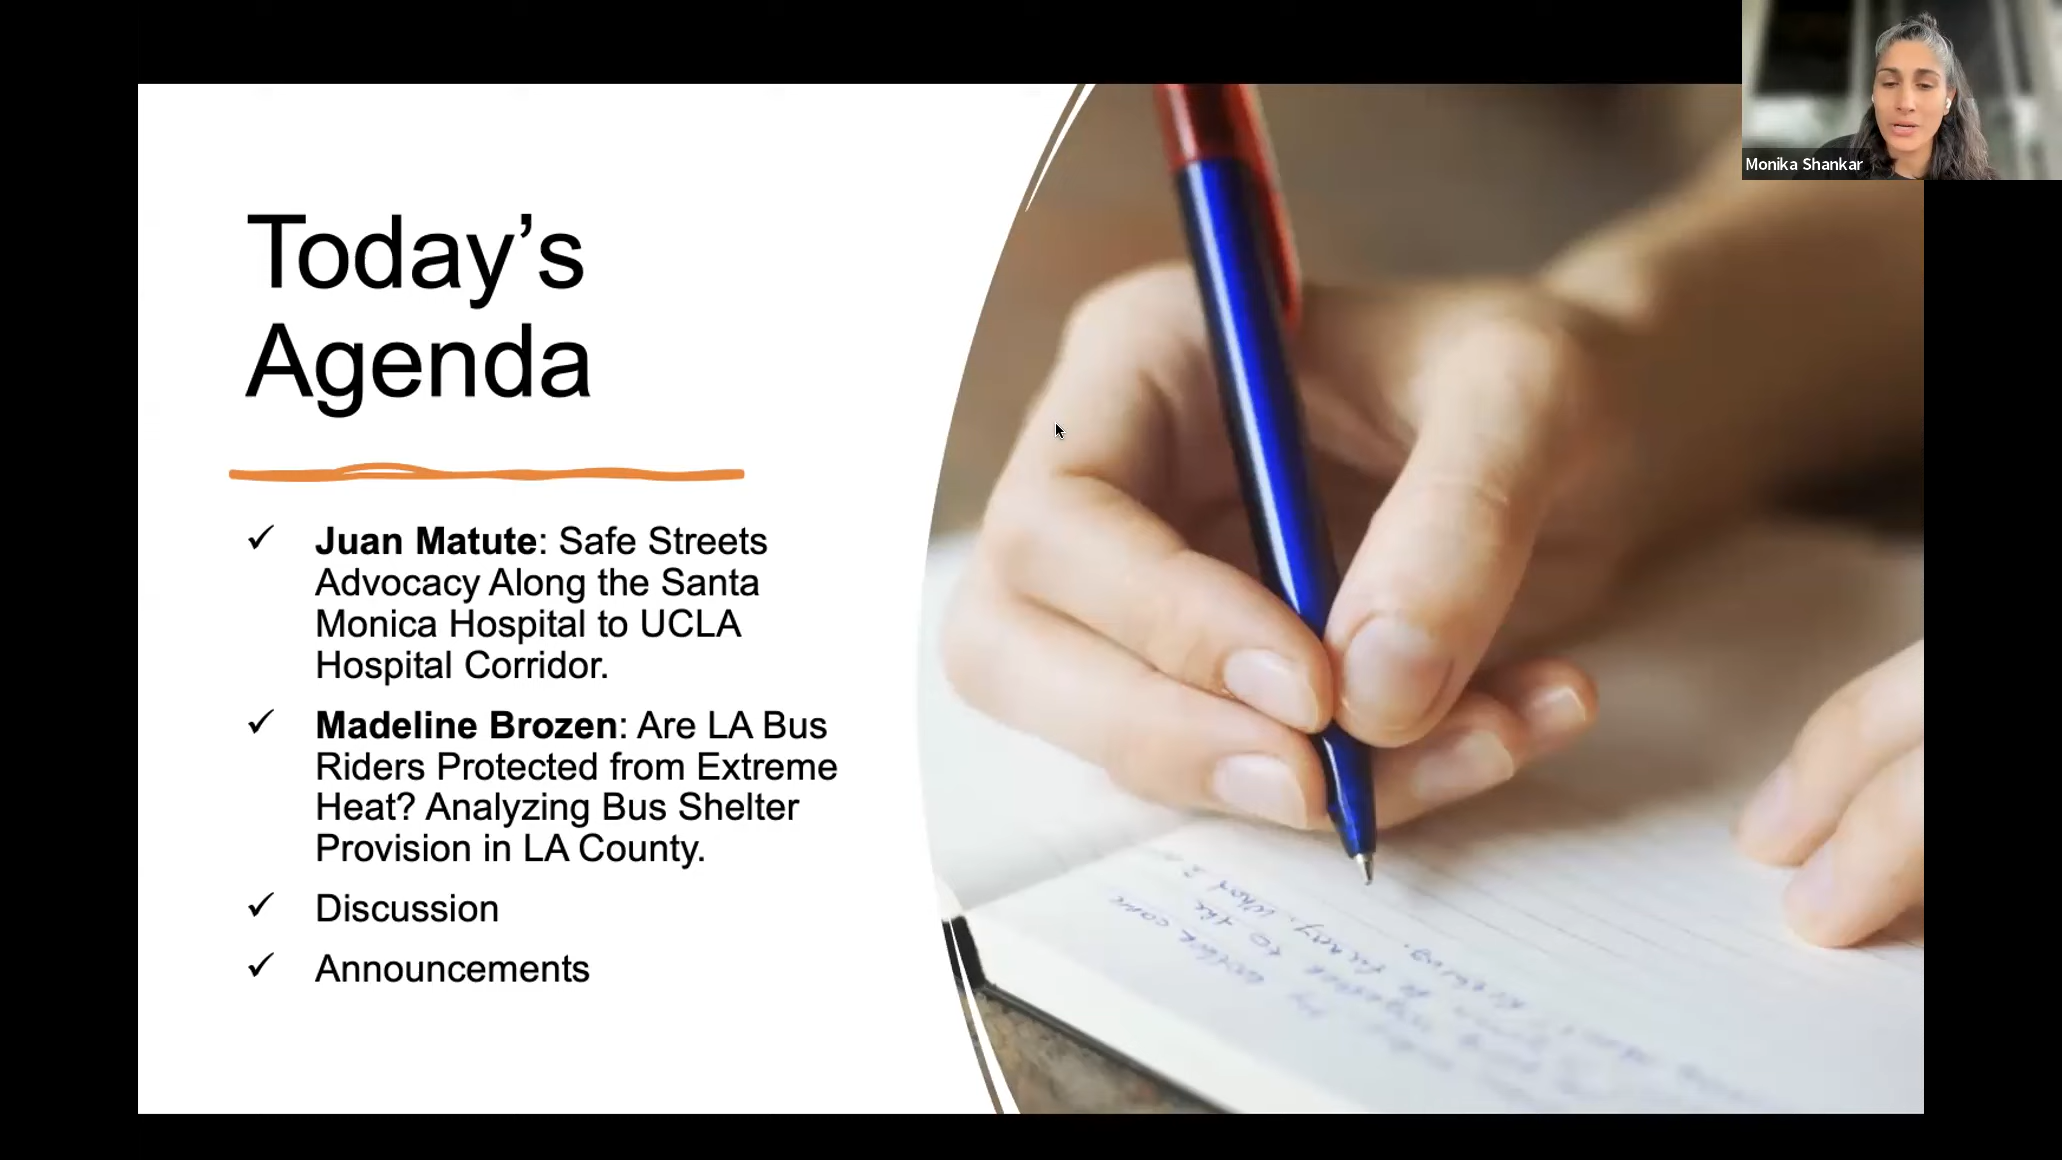 Monika Shankar
Today’s
Agenda
✓ Juan Matute: Safe Streets
Advocacy Along the Santa
Monica Hospital to UCLA
Hospital Corridor.
✓ Madeline Brozen: Are LA Bus
Riders Protected from Extreme
Heat? Analyzing Bus Shelter
Provision in LA County.
✓ Discussion
✓ Announcements